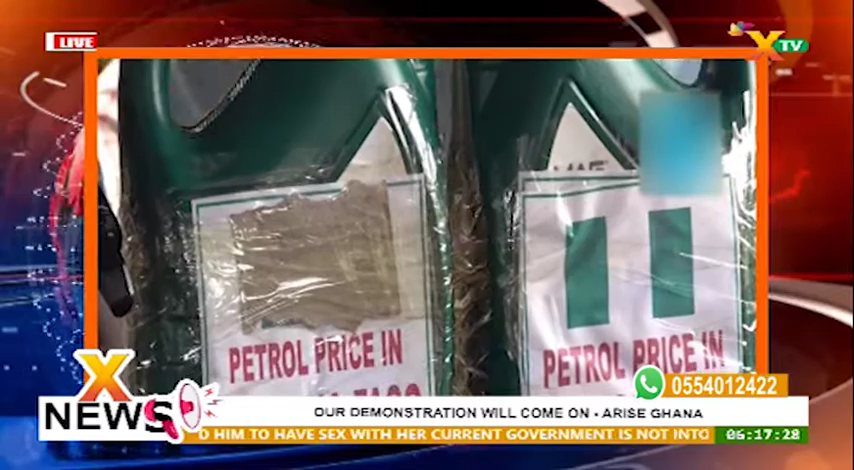 LIVE
X TV
11
PETROL PRICE IN
PETROL PRICE IN
0554012422
X
NEWS
OUR DEMONSTRATION WILL COME ON - ARISE GHANA
D HIM TO HAVE SEX WITH HER CURRENT GOVERNMENT IS NOT INTO
06:17:28